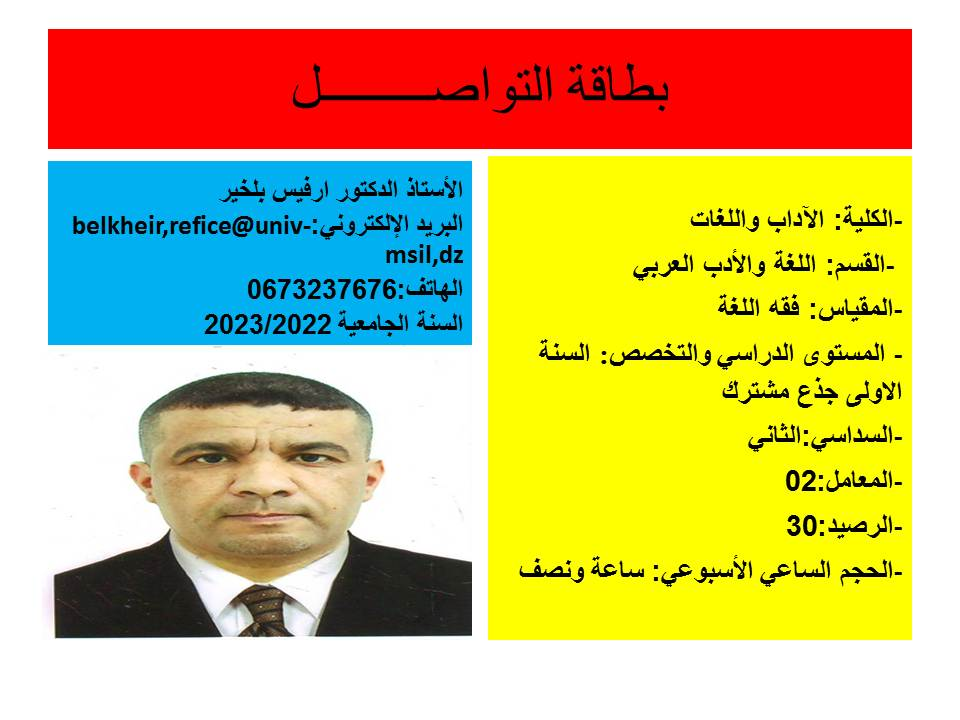 بطاقة التواصــــــــــل
-الكلية: الآداب واللغات
-القسم: اللغة والأدب العربي
-المقياس: فقه اللغة
- المستوى الدراسي والتخصص: السنة
الاولى جذع مشترك
-السداسي:الثاني
-المعامل:02
-الرصيد:30
-الحجم الساعي الأسبوعي: ساعة ونصف
الأستاذ الدكتور ارفيس بلخير
البريد الإلكتروني:belkheir,refice@univ-
msil,dz
الهاتف:0673237676
السنة الجامعية 2023/2022